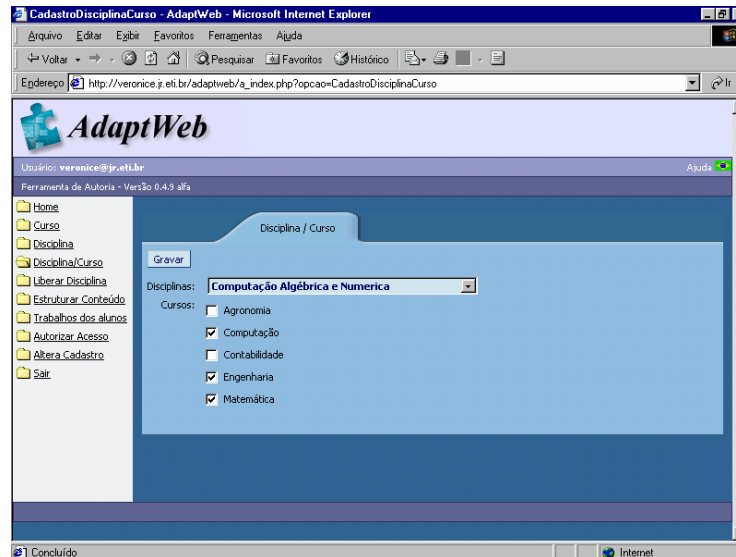 CadastroDisciplinaCurso - AdaptWeb - Microsoft Internet Explorer
Arquivo Editar Exibir Favoritos Ferramentas Ajuda
Voltar Pesquisar Favoritos Histórico
Endereço http://veronice.jr.eti.br/adaptweb/a_index.php?opcao=CadastroDisciplinaCurso Ir
AdaptWeb
Usuário: veronice@jr.eti.br Ajuda
Ferramenta de Autoria - Versão 0.4.9 alfa
Home
Curso
Disciplina
Disciplina/Curso
Liberar Disciplina
Estruturar Conteúdo
Trabalhos dos alunos
Autorizar Acesso
Altera Cadastro
Sair
Disciplina / Curso
Gravar
Disciplinas: Computação Algébrica e Numerica
Cursos: Agronomia
Computação
Contabilidade
Engenharia
Matemática
Concluído Internet